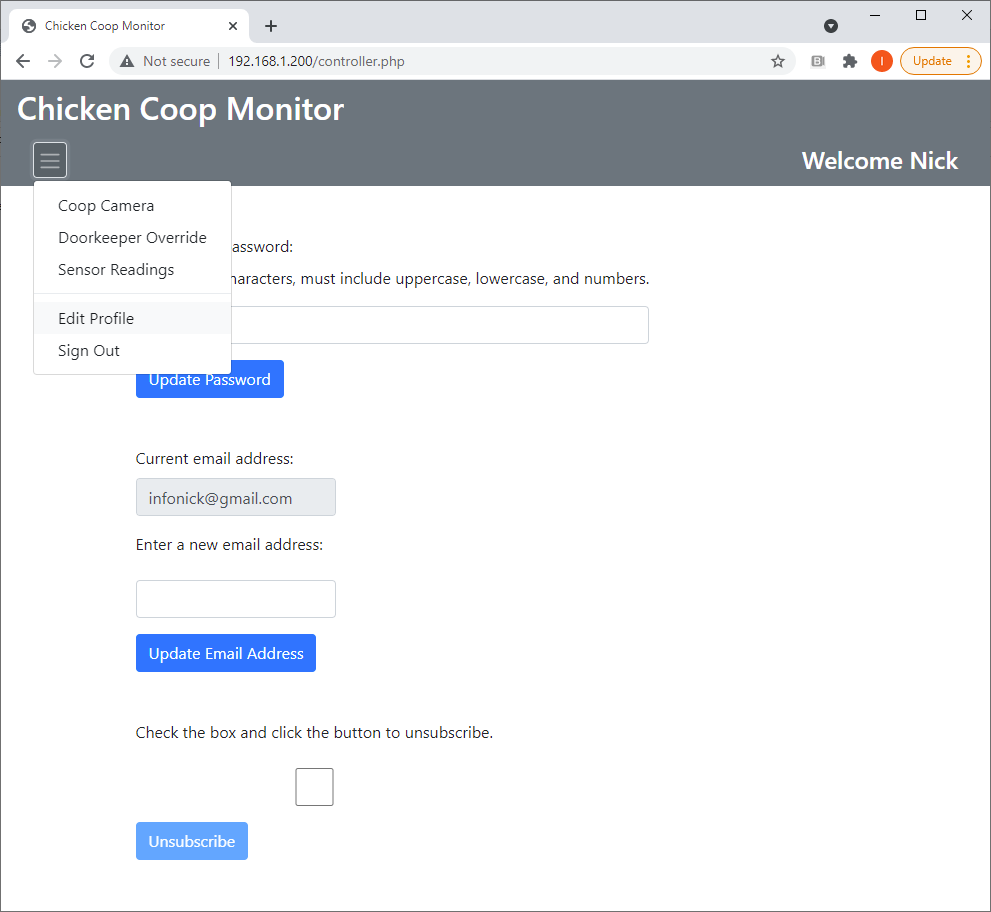 Chicken Coop Monitor
Not secure 192.168.1.200/controller.php
I
Update
Chicken Coop Monitor
Welcome Nick
Coop Camera
Doorkeeper Override
Sensor Readings
Edit Profile
Sign Out
assword:
haracters, must include uppercase, lowercase, and numbers.
Update Password
Current email address:
infonick@gmail.com
Enter a new email address:
Update Email Address
Check the box and click the button to unsubscribe.
Unsubscribe